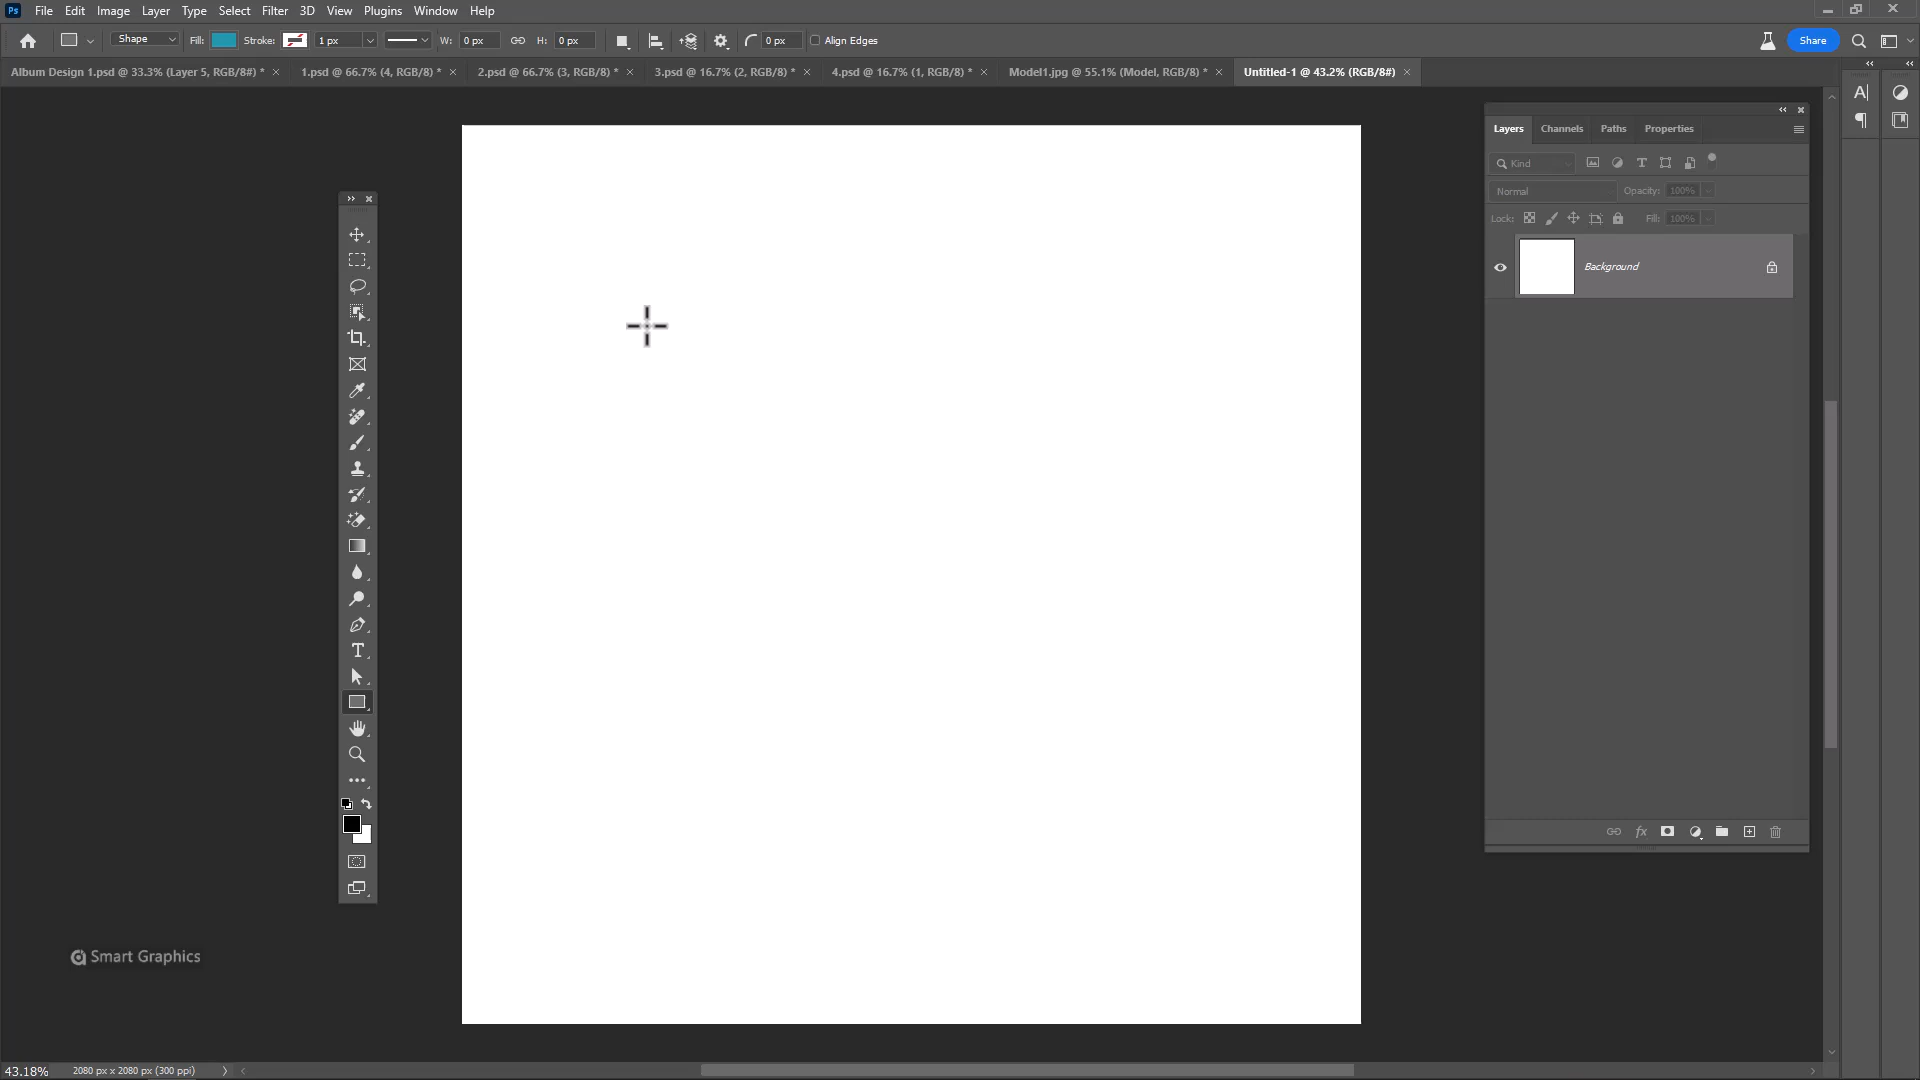 Ps File Edit Image Layer Type Select Filter 3D View Plugins Window Help
Shape Fill: Stroke: 1 px W: 0 px H: 0 px 0 px Align Edges Share
Album Design 1.psd @ 33.3% (Layer 5, RGB/8#) * 1.psd @ 66.7% (4, RGB/8) * 2.psd @ 66.7% (3, RGB/8) * 3.psd @ 16.7% (2, RGB/8) * 4.psd @ 16.7% (1, RGB/8) * Model1.jpg @ 55.1% (Model, RGB/8) * Untitled-1 @ 43.2% (RGB/8#)
Layers Channels Paths Properties
Kind
Normal Opacity: 100%
Lock: Fill: 100%
Background
fx
Smart Graphics
43.18% 2080 px x 2080 px (300 ppi)